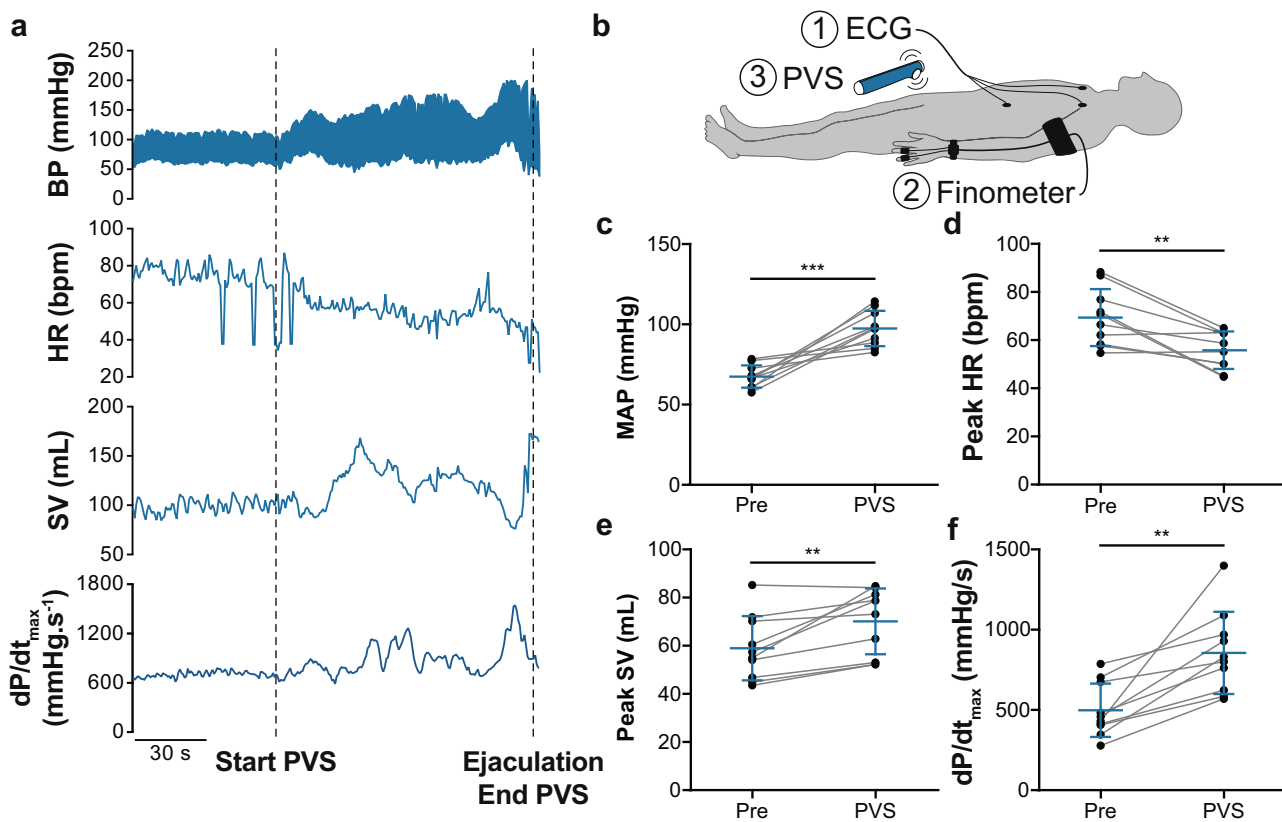 a
BP (mmHg)
250
200
150
100
50
0
HR (bpm)
100
80
60
40
20
SV (mL)
200
150
100
50
dP/dt max
(mmHg.s⁻¹)
1800
1200
600
0
30 s
Start PVS
Ejaculation
End PVS
b
① ECG
③ PVS
② Finometer
c
MAP (mmHg)
150
100
50
0
***
Pre
PVS
d
Peak HR (bpm)
100
80
60
40
20
0
**
Pre
PVS
e
Peak SV (mL)
100
80
60
40
20
0
**
Pre
PVS
f
dP/dt max (mmHg/s)
1500
1000
500
0
**
Pre
PVS